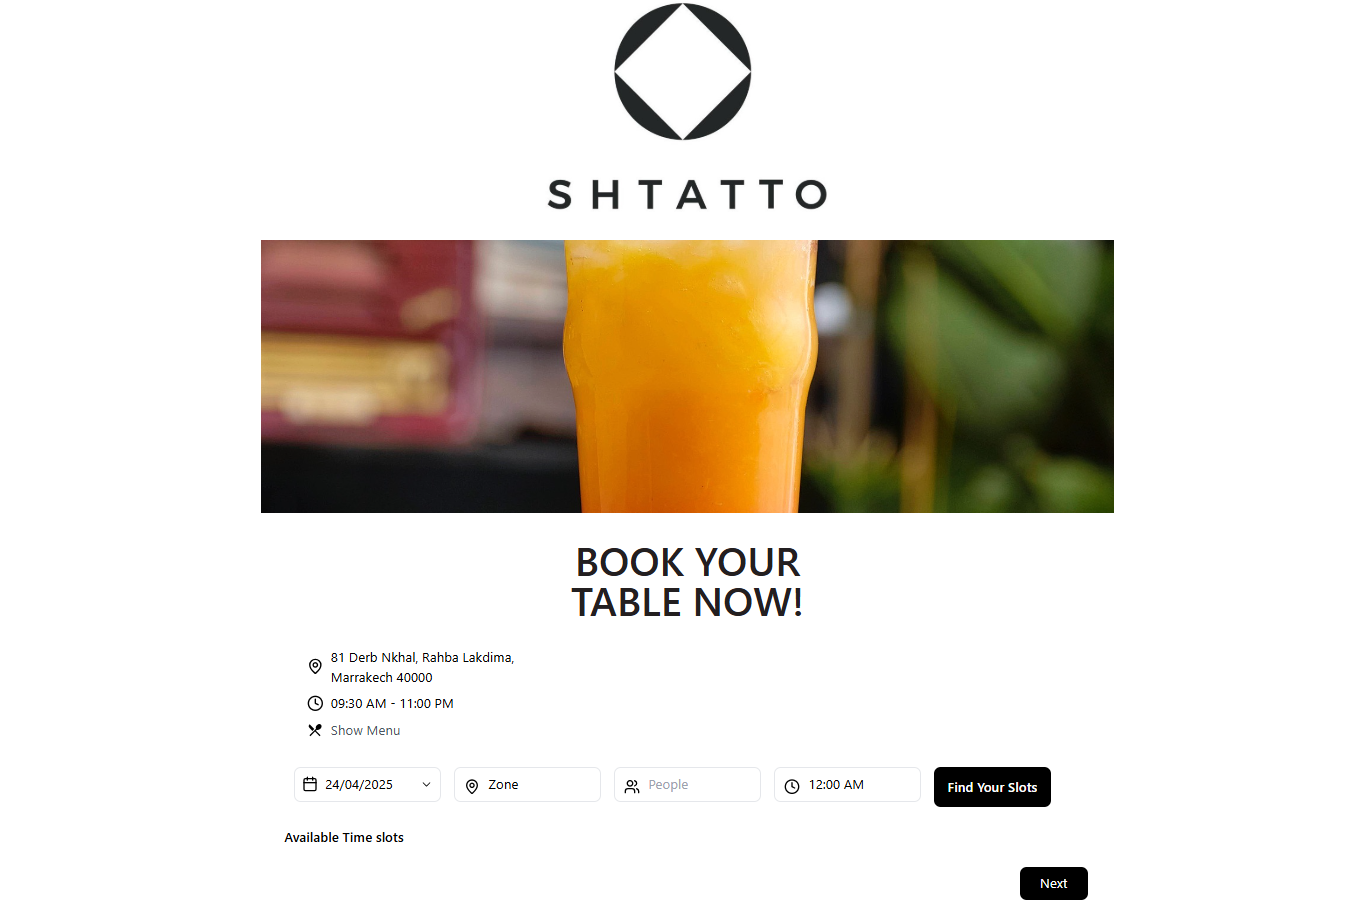 SHTATTO
BOOK YOUR
TABLE NOW!
81 Derb Nkhal, Rahba Lakdima,
Marrakech 40000
09:30 AM - 11:00 PM
Show Menu
24/04/2025
Zone
People
12:00 AM
Find Your Slots
Available Time slots
Next